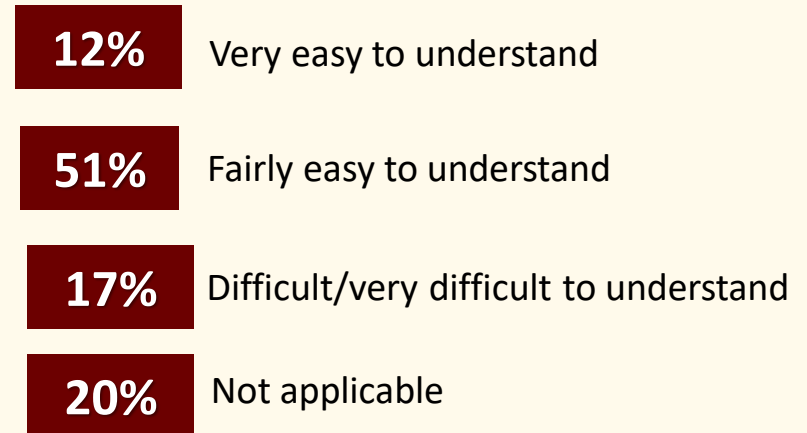 12% Very easy to understand
51% Fairly easy to understand
17% Difficult/very difficult to understand
20% Not applicable